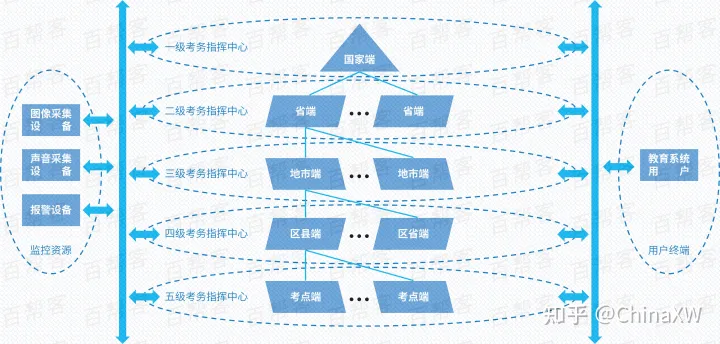 一级考务指挥中心
国家端
二级考务指挥中心
省端
...
省端
图像采集
设 备
声音采集
设 备
报警设备
监控资源
三级考务指挥中心
地市端
...
地市端
教育系统
用 户
用户终端
四级考务指挥中心
区县端
...
区省端
五级考务指挥中心
考点端
...
考点端
知乎 @ChinaXW
百帮客